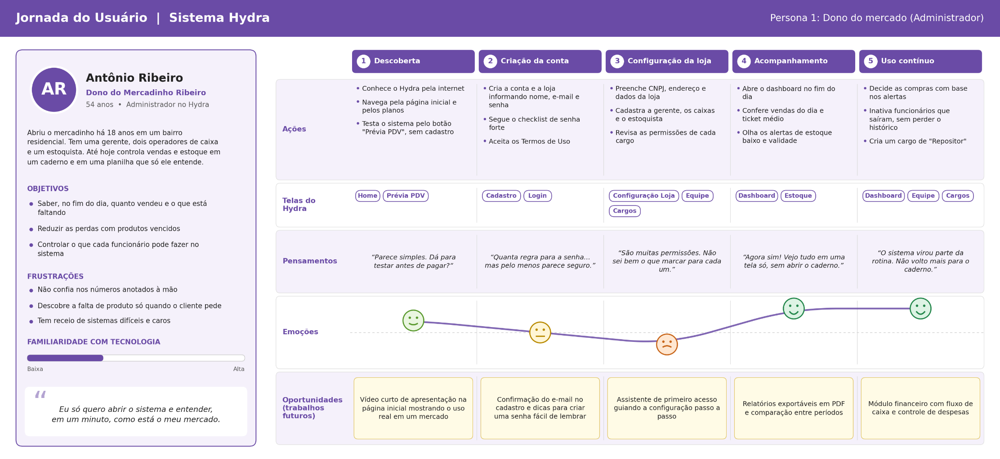 Jornada do Usuário | Sistema Hydra
Persona 1: Dono do mercado (Administrador)
AR
Antônio Ribeiro
Dono do Mercadinho Ribeiro
54 anos • Administrador no Hydra
Abriu o mercadinho há 18 anos em um bairro
residencial. Tem uma gerente, dois operadores de caixa
e um estoquista. Até hoje controla vendas e estoque em
um caderno e em uma planilha que só ele entende.
OBJETIVOS
• Saber, no fim do dia, quanto vendeu e o que está
faltando
• Reduzir as perdas com produtos vencidos
• Controlar o que cada funcionário pode fazer no
sistema
FRUSTRAÇÕES
• Não confia nos números anotados à mão
• Descobre a falta de produto só quando o cliente pede
• Tem receio de sistemas difíceis e caros
FAMILIARIDADE COM TECNOLOGIA
Baixa
Alta
“
Eu só quero abrir o sistema e entender,
em um minuto, como está o meu mercado.
1 Descoberta
2 Criação da conta
3 Configuração da loja
4 Acompanhamento
5 Uso contínuo
Ações
• Conhece o Hydra pela internet
• Navega pela página inicial e
pelos planos
• Testa o sistema pelo botão
"Prévia PDV", sem cadastro
• Cria a conta e a loja
informando nome, e-mail e
senha
• Segue o checklist de senha
forte
• Aceita os Termos de Uso
• Preenche CNPJ, endereço e
dados da loja
• Cadastra a gerente, os caixas
e o estoquista
• Revisa as permissões de cada
cargo
• Abre o dashboard no fim do
dia
• Confere vendas do dia e
ticket médio
• Olha os alertas de estoque
baixo e validade
• Decide as compras com base
nos alertas
• Inativa funcionários que
saíram, sem perder o
histórico
• Cria um cargo de "Repositor"
Telas do
Hydra
Home
Prévia PDV
Cadastro
Login
Configuração Loja
Equipe
Cargos
Dashboard
Estoque
Dashboard
Equipe
Cargos
Pensamentos
“Parece simples. Dá para
testar antes de pagar?”
“Quanta regra para a senha...
mas pelo menos parece seguro.”
“São muitas permissões. Não
sei bem o que marcar para cada
um.”
“Agora sim! Vejo tudo em uma
tela só, sem abrir o caderno.”
“O sistema virou parte da
rotina. Não volto mais para o
caderno.”
Emoções
Oportunidades
(trabalhos
futuros)
Vídeo curto de apresentação na
página inicial mostrando o uso
real em um mercado
Confirmação do e-mail no
cadastro e dicas para criar
uma senha fácil de lembrar
Assistente de primeiro acesso
guiando a configuração passo a
passo
Relatórios exportáveis em PDF
e comparação entre períodos
Módulo financeiro com fluxo de
caixa e controle de despesas